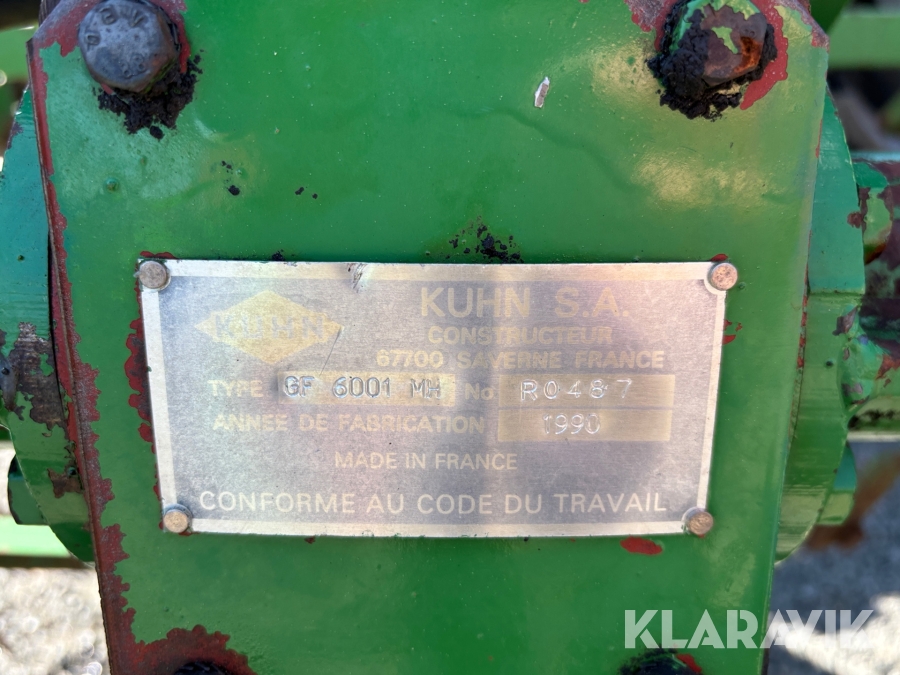 KUHN
KUHN S.A.
CONSTRUCTEUR
67700 SAVERNE FRANCE
TYPE GF 6001 MH No R0487
ANNÉE DE FABRICATION 1990
MADE IN FRANCE
CONFORME AU CODE DU TRAVAIL
KLARAVIK